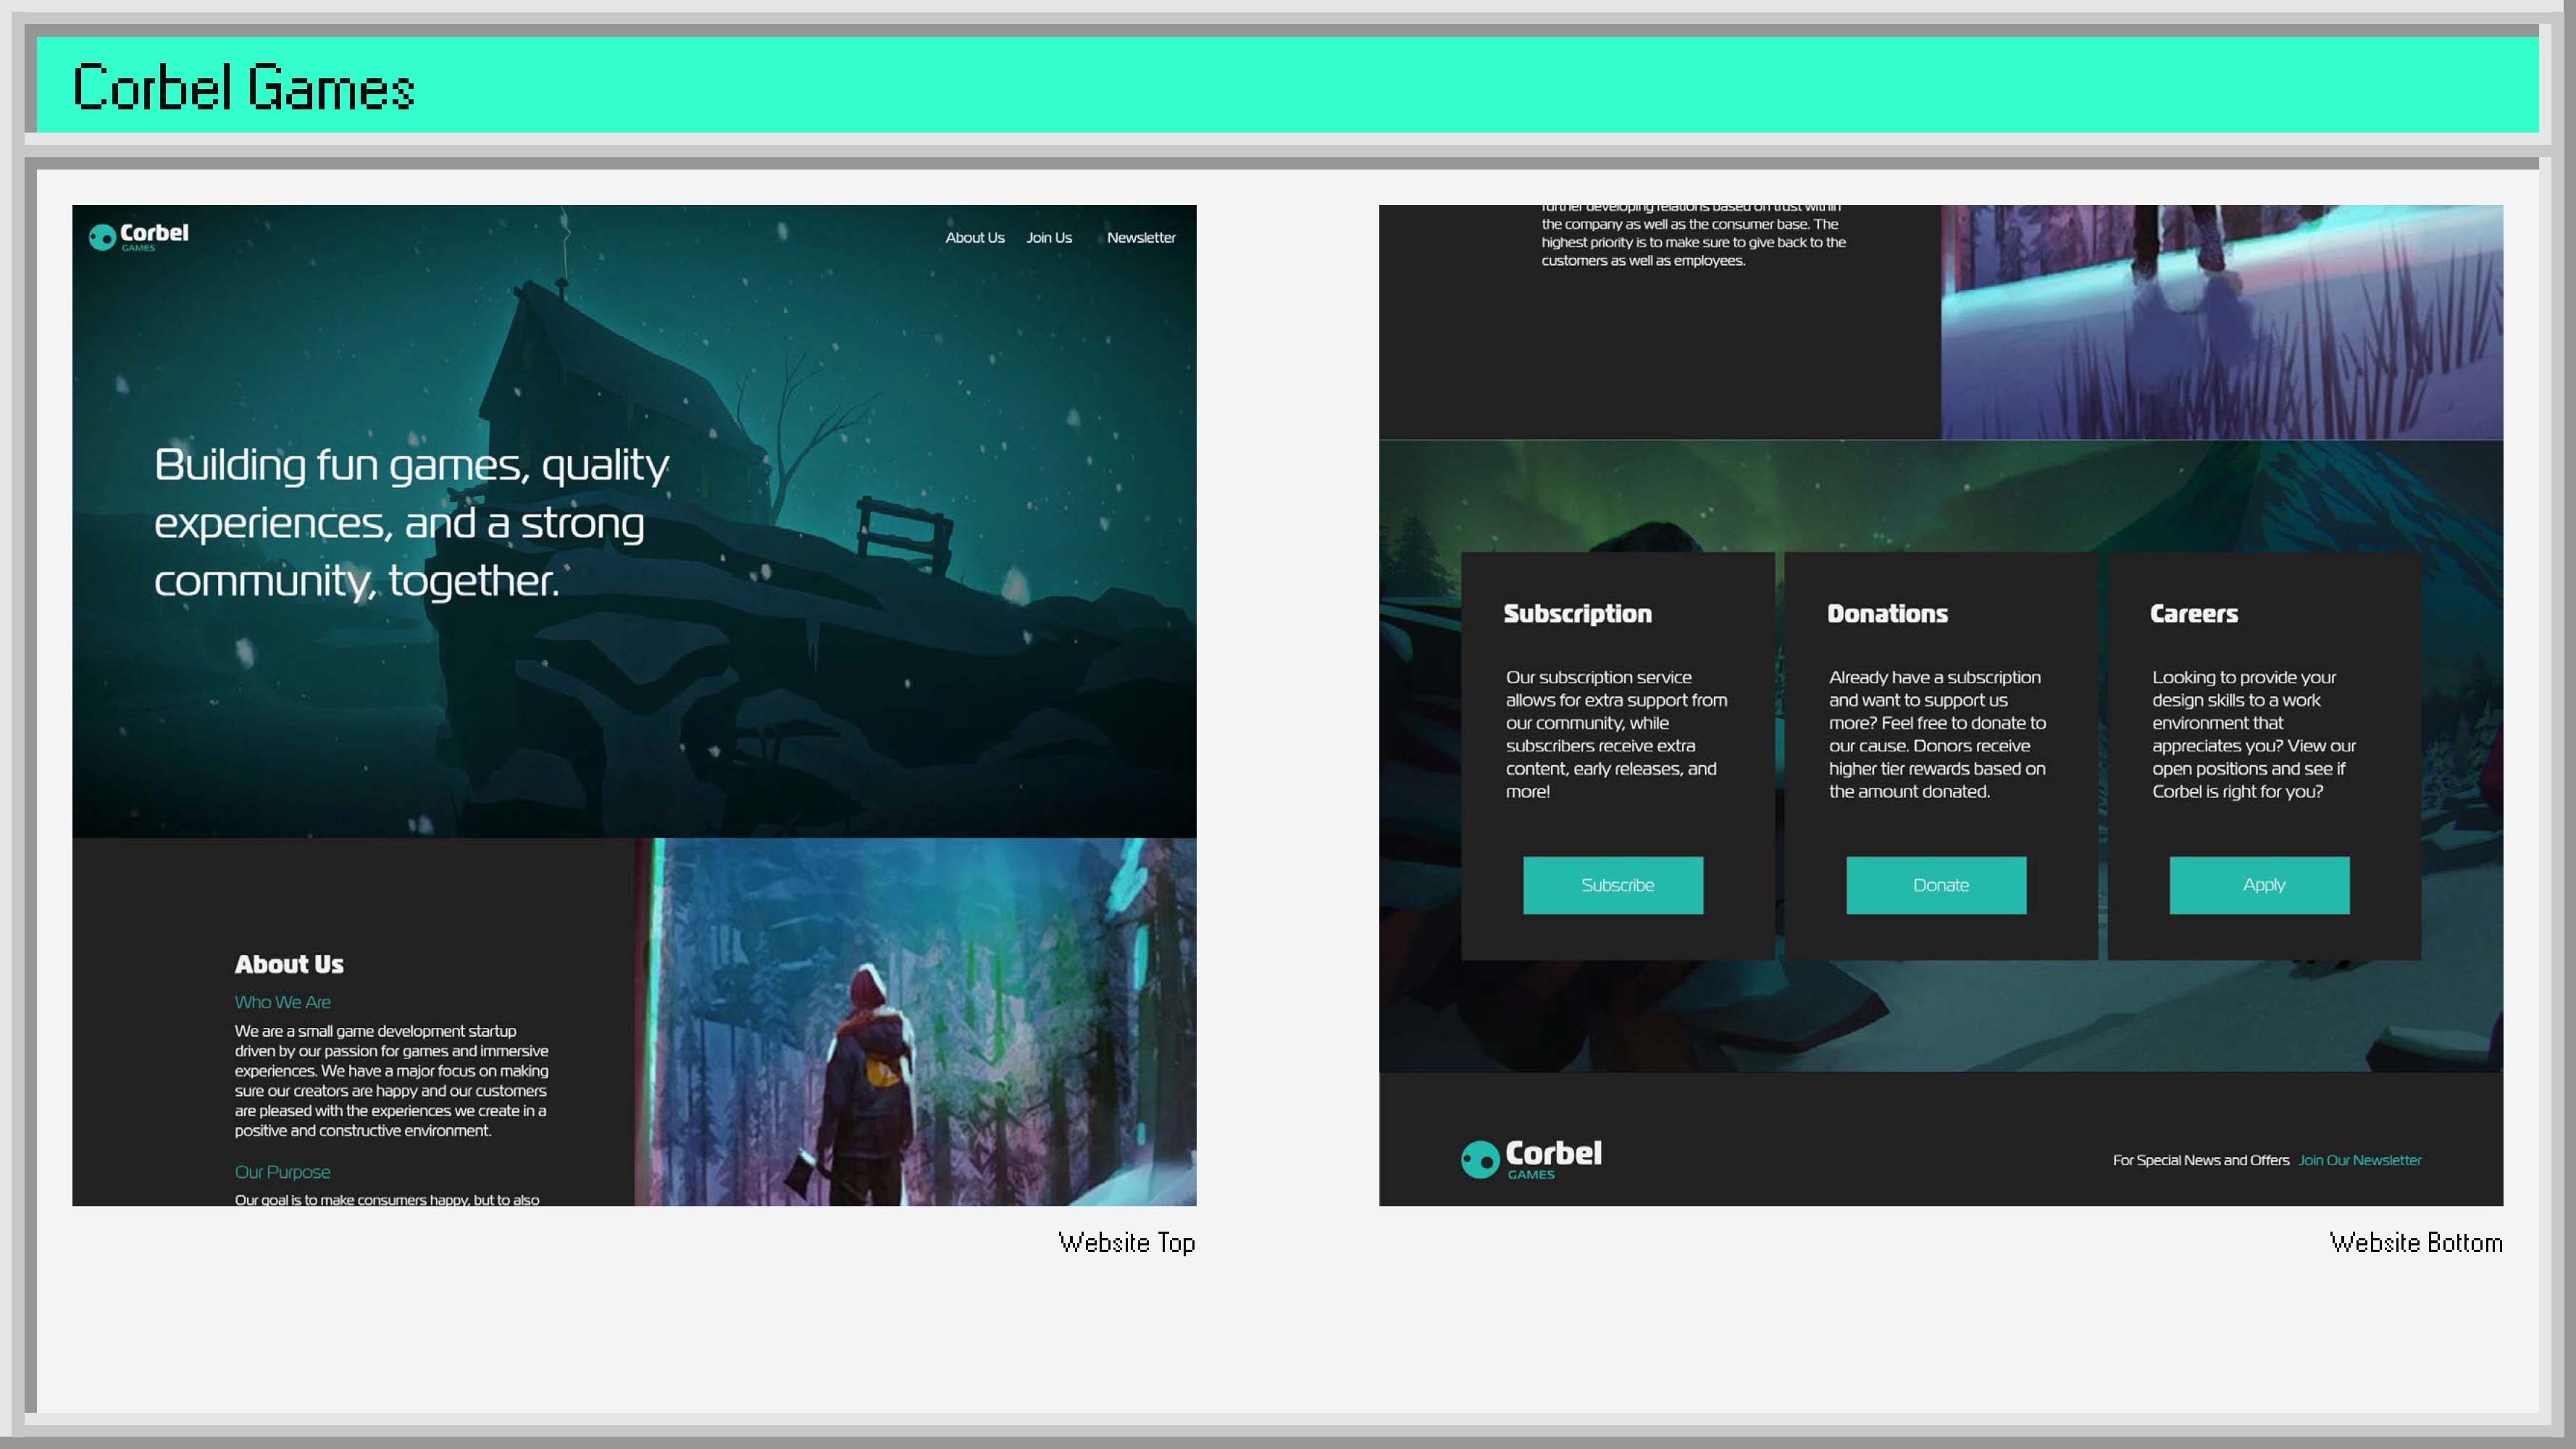 Corbel Games
Corbel
GAMES
About Us Join Us Newsletter
Building fun games, quality
experiences, and a strong
community, together.
About Us
Who We Are
We are a small game development startup
driven by our passion for games and immersive
experiences. We have a major focus on making
sure our creators are happy and our customers
are pleased with the experiences we create in a
positive and constructive environment.
Our Purpose
Our goal is to make consumers happy, but to also
Website Top
further developing relations based on trust within
the company as well as the consumer base. The
highest priority is to make sure to give back to the
customers as well as employees.
Subscription
Our subscription service
allows for extra support from
our community, while
subscribers receive extra
content, early releases, and
more!
Subscribe
Donations
Already have a subscription
and want to support us
more? Feel free to donate to
our cause. Donors receive
higher tier rewards based on
the amount donated.
Donate
Careers
Looking to provide your
design skills to a work
environment that
appreciates you? View our
open positions and see if
Corbel is right for you?
Apply
Corbel
GAMES
For Special News and Offers Join Our Newsletter
Website Bottom